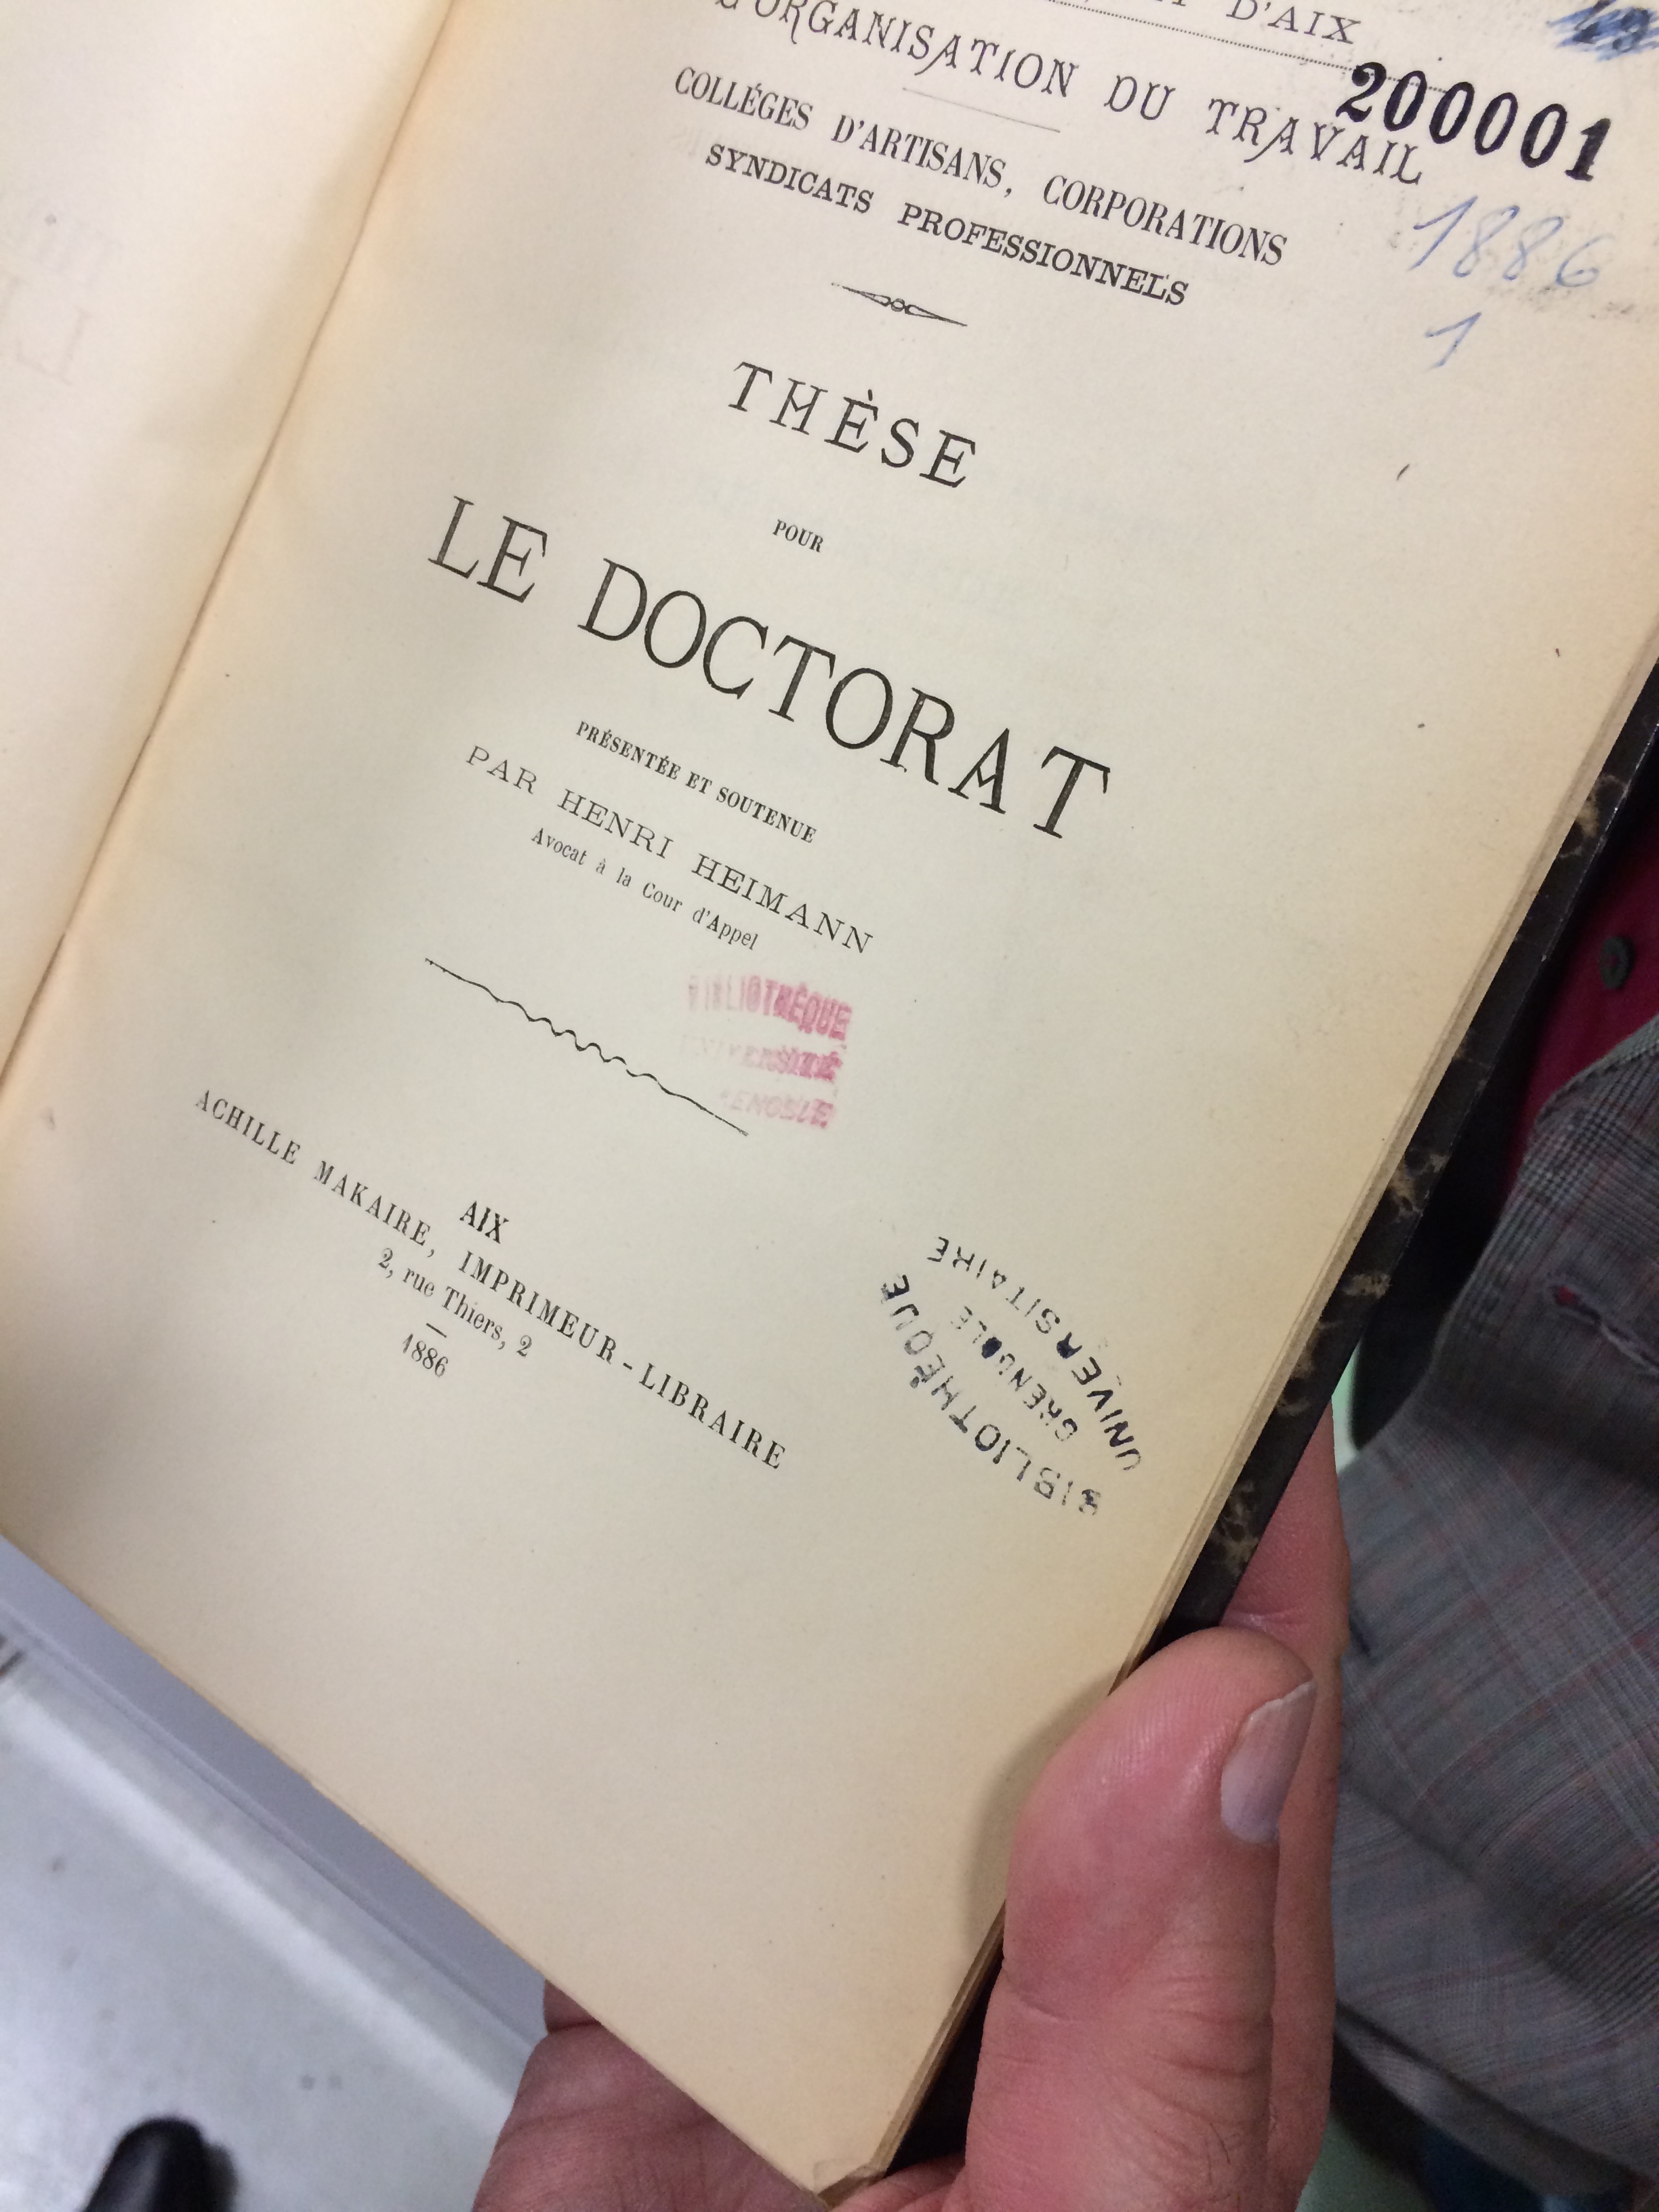 D'AIX
L'ORGANISATION DU TRAVAIL
200001
COLLÉGES D'ARTISANS, CORPORATIONS
SYNDICATS PROFESSIONNELS
1886
1
THÈSE
POUR
LE DOCTORAT
PRÉSENTÉE ET SOUTENUE
PAR HENRI HEIMANN
Avocat à la Cour d'Appel
BIBLIOTHÈQUE
AIX
ACHILLE MAKAIRE, IMPRIMEUR-LIBRAIRE
2, rue Thiers, 2
1886
BIBLIOTHÈQUE
GRENOBLE
UNIVERSITAIRE